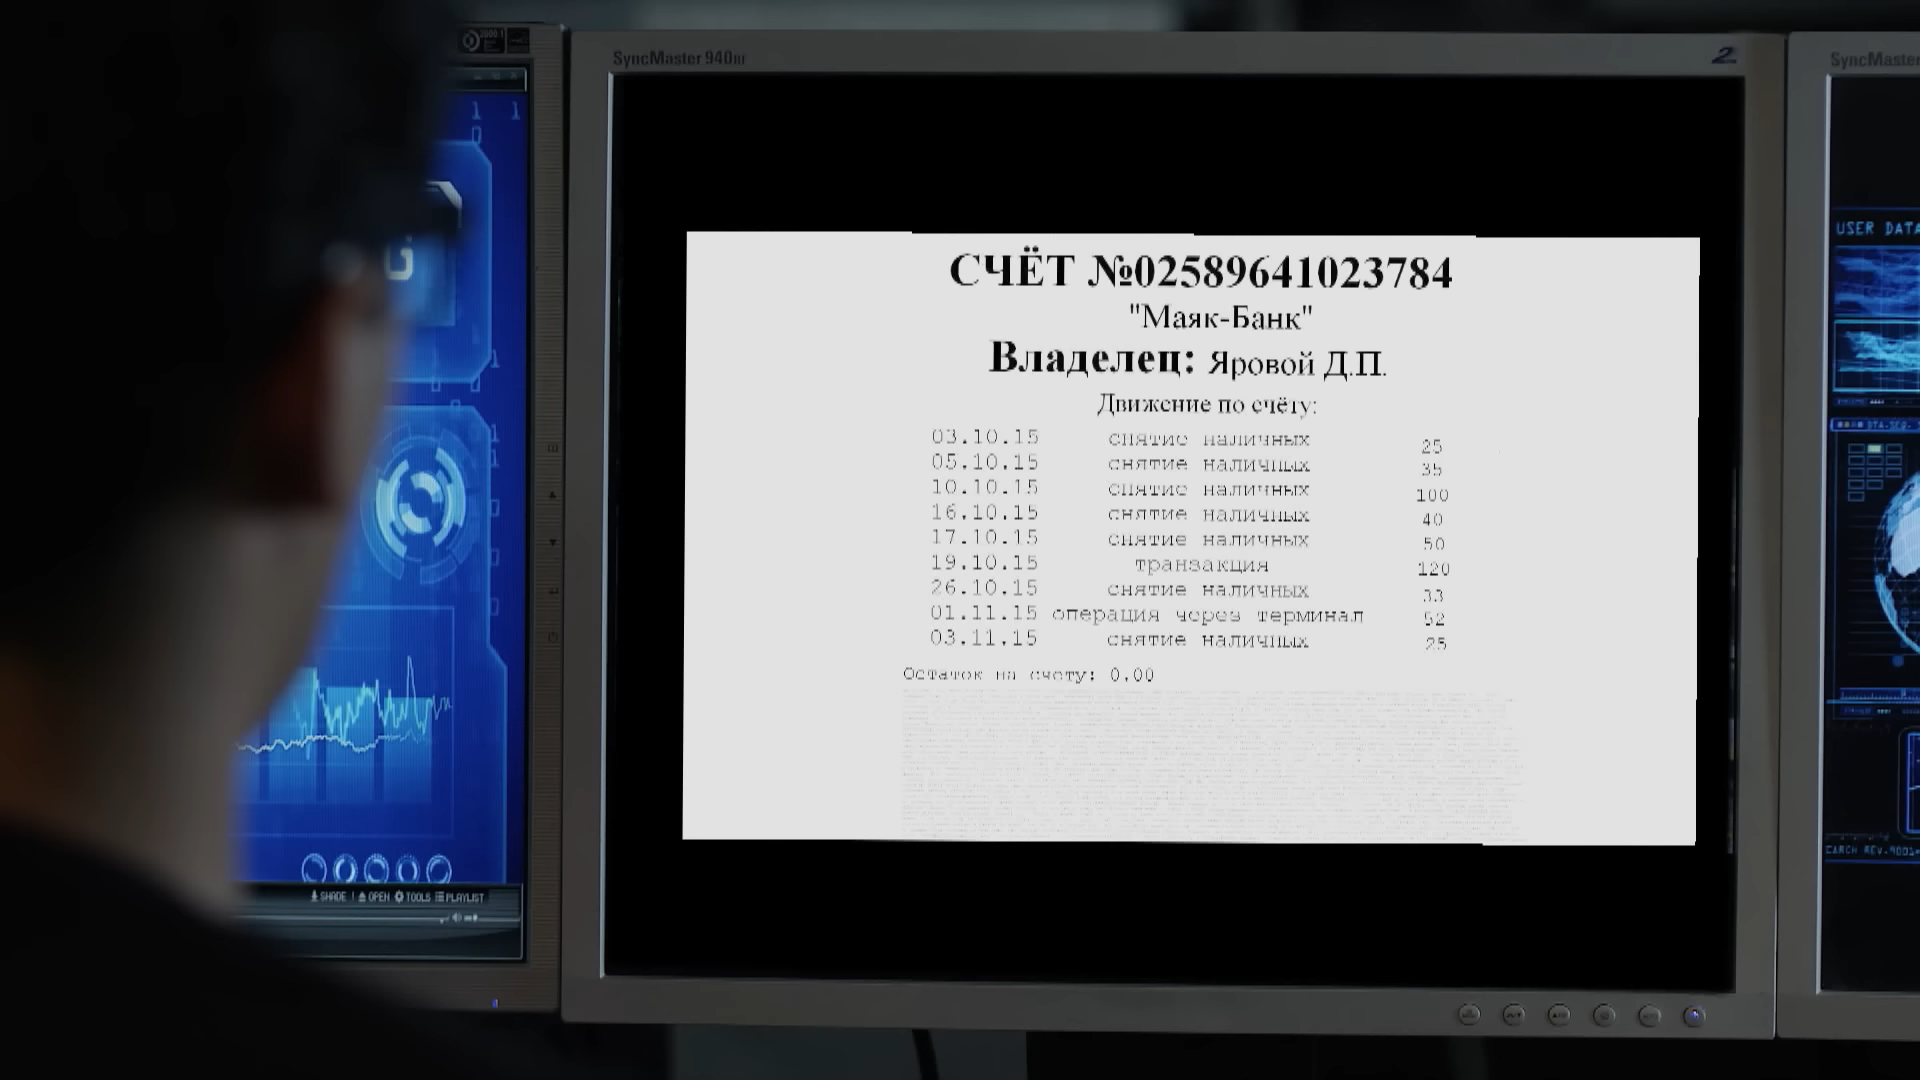 SyncMaster 940BF
2
SyncMaster
СЧЁТ №02589641023784
"Маяк-Банк"
Владелец: Яровой Д.П.
Движение по счёту:
03.10.15 снятие наличных 25
05.10.15 снятие наличных 35
10.10.15 снятие наличных 100
16.10.15 снятие наличных 40
17.10.15 снятие наличных 50
19.10.15 транзакция 120
26.10.15 снятие наличных 33
01.11.15 операция через терминал 52
03.11.15 снятие наличных 25
Остаток на счету: 0.00
USER DATA
SHADE OPEN TOOLS PLAYLIST